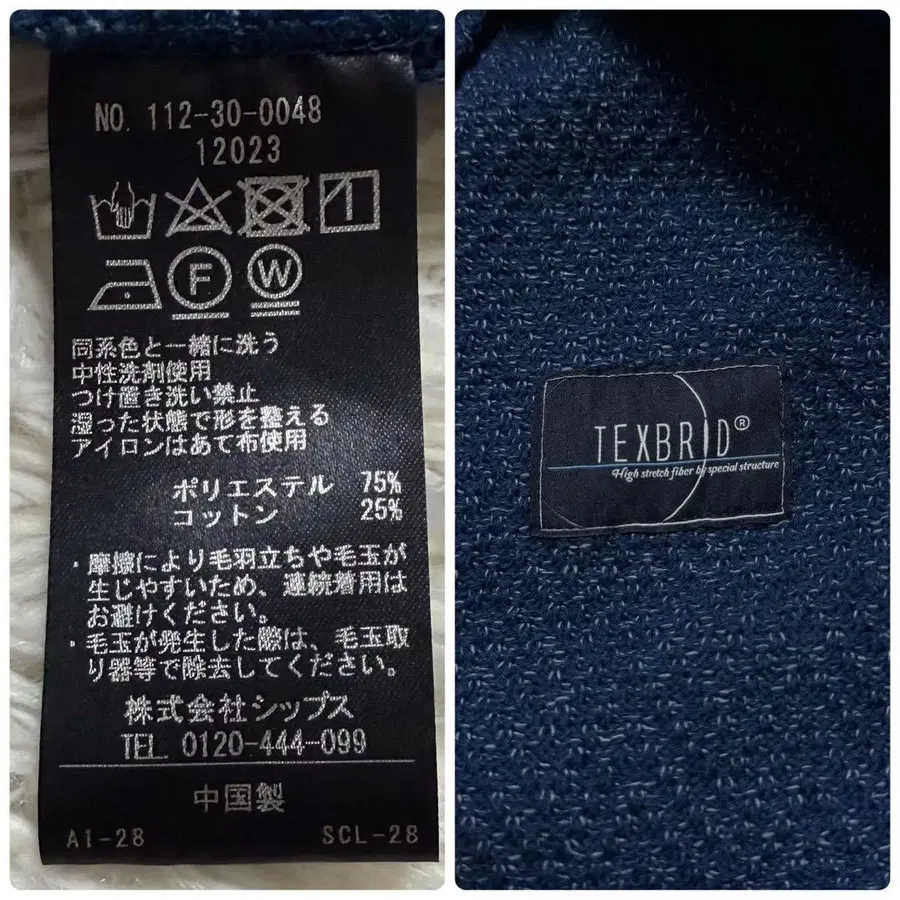 NO. 112-30-0048
12023
F
W
同系色と一緒に洗う
中性洗剤使用
つけ置き洗い禁止
湿った状態で形を整える
アイロンはあて布使用
ポリエステル 75%
コットン 25%
・摩擦により毛羽立ちや毛玉が
生じやすいため、連続着用は
お避けください。
・毛玉が発生した際は、毛玉取
り器等で除去してください。
株式会社シップス
TEL. 0120-444-099
中国製
AI-28 SCL-28
TEXBRID®
High stretch fiber by special structure